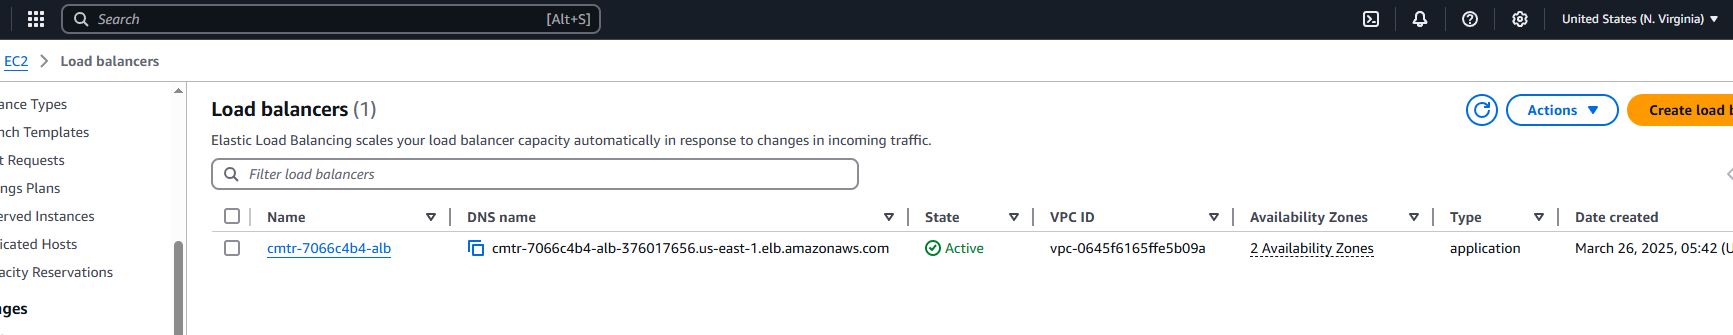 Search [Alt+S] United States (N. Virginia)
EC2 Load balancers
ance Types
nch Templates
t Requests
ngs Plans
erved Instances
licated Hosts
acity Reservations
ges
Load balancers (1)
Actions
Create load b
Elastic Load Balancing scales your load balancer capacity automatically in response to changes in incoming traffic.
Filter load balancers
Name DNS name State VPC ID Availability Zones Type Date created
cmtr-7066c4b4-alb cmtr-7066c4b4-alb-376017656.us-east-1.elb.amazonaws.com Active vpc-0645f6165ffe5b09a 2 Availability Zones application March 26, 2025, 05:42 (U